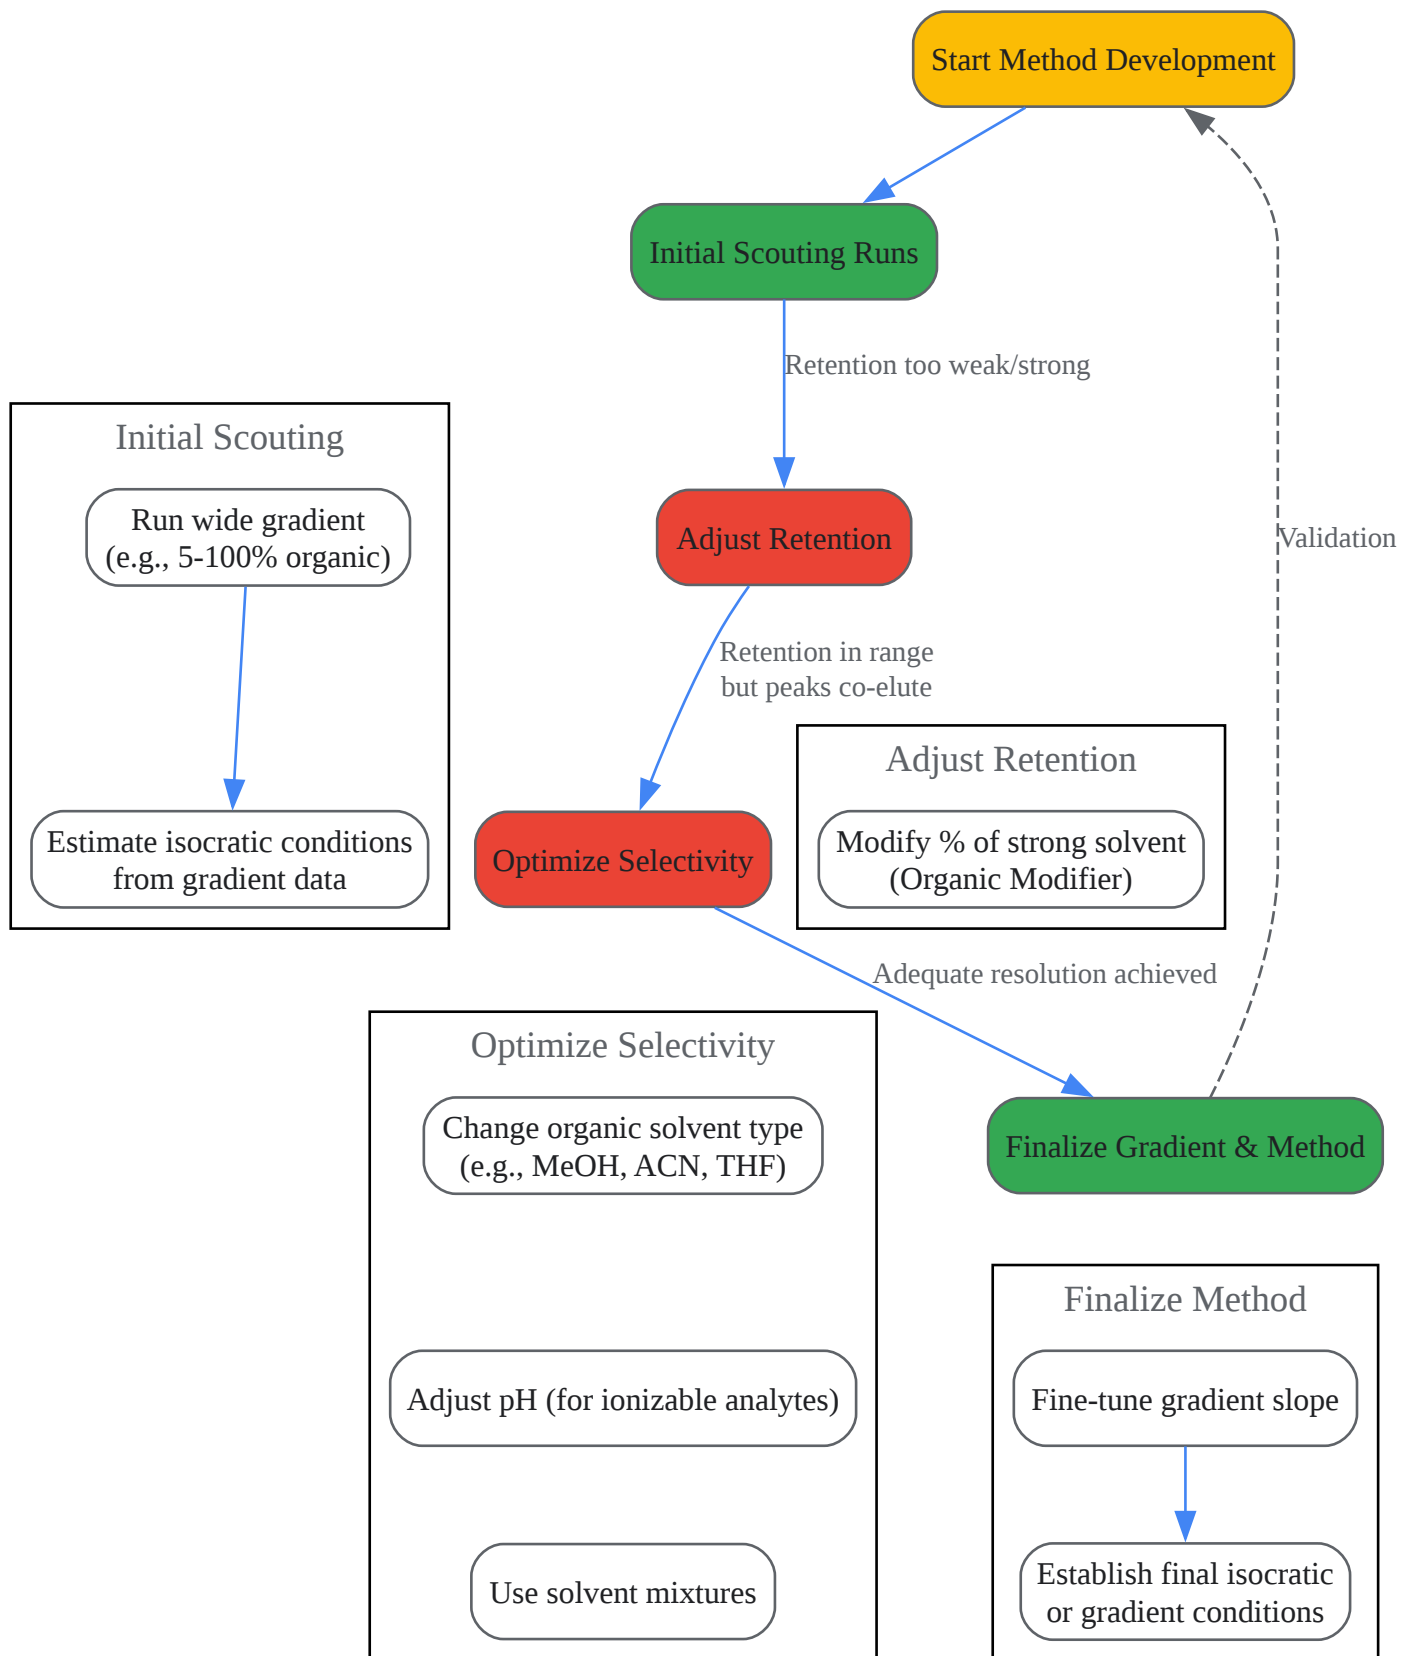 Start Method Development
Initial Scouting Runs
Retention too weak/strong
Initial Scouting
Run wide gradient
(e.g., 5-100% organic)
Adjust Retention
Validation
Retention in range
but peaks co-elute
Adjust Retention
Estimate isocratic conditions
from gradient data
Optimize Selectivity
Modify % of strong solvent
(Organic Modifier)
Adequate resolution achieved
Optimize Selectivity
Change organic solvent type
(e.g., MeOH, ACN, THF)
Finalize Gradient & Method
Finalize Method
Adjust pH (for ionizable analytes)
Fine-tune gradient slope
Use solvent mixtures
Establish final isocratic
or gradient conditions